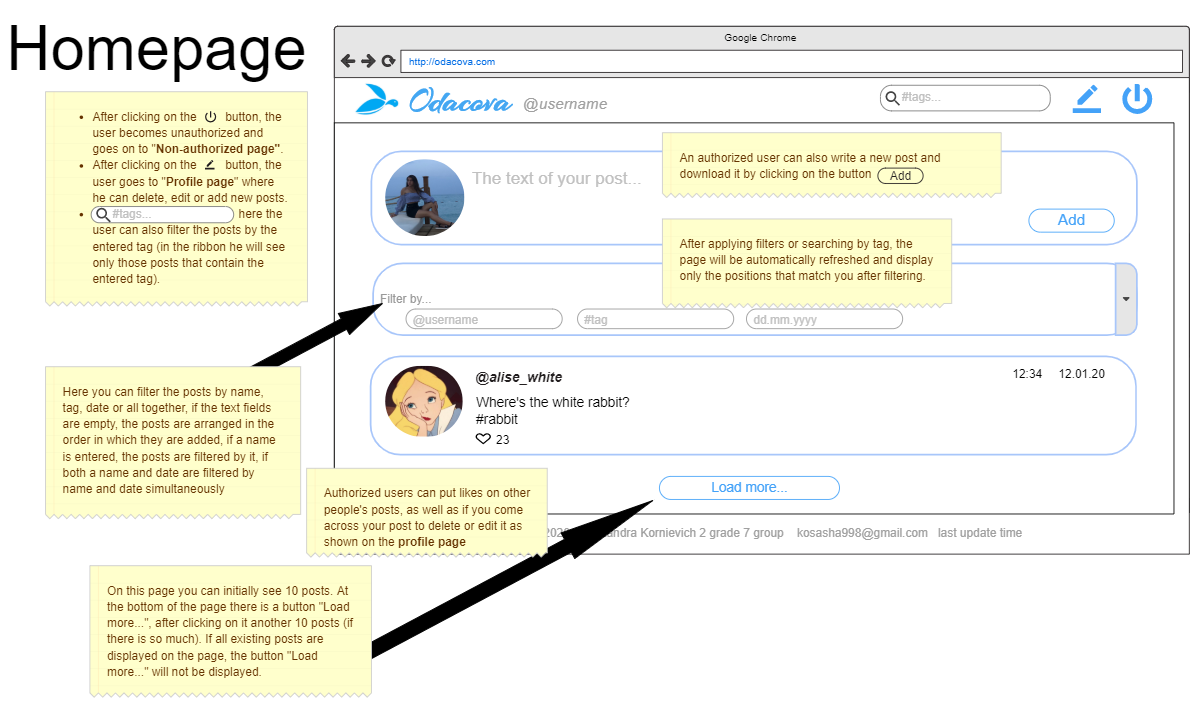 Homepage
Google Chrome
http://odacova.com
Odacova @username
#tags...
After clicking on the button, the
user becomes unauthorized and
goes on to "Non-authorized page".
After clicking on the button, the
user goes to "Profile page" where
he can delete, edit or add new posts.
#tags... here the
user can also filter the posts by the
entered tag (in the ribbon he will see
only those posts that contain the
entered tag).
The text of your post...
An authorized user can also write a new post and
download it by clicking on the button Add
Add
After applying filters or searching by tag, the
page will be automatically refreshed and display
only the positions that match you after filtering.
Filter by...
@username
#tag
dd.mm.yyyy
Here you can filter the posts by name,
tag, date or all together, if the text fields
are empty, the posts are arranged in the
order in which they are added, if a name
is entered, the posts are filtered by it, if
both a name and date are filtered by
name and date simultaneously
@alise_white
12:34 12.01.20
Where's the white rabbit?
#rabbit
23
Load more...
Authorized users can put likes on other
people's posts, as well as if you come
across your post to delete or edit it as
shown on the profile page
Kornievich 2 grade 7 group kosasha998@gmail.com last update time
On this page you can initially see 10 posts. At
the bottom of the page there is a button "Load
more...", after clicking on it another 10 posts (if
there is so much). If all existing posts are
displayed on the page, the button "Load
more..." will not be displayed.